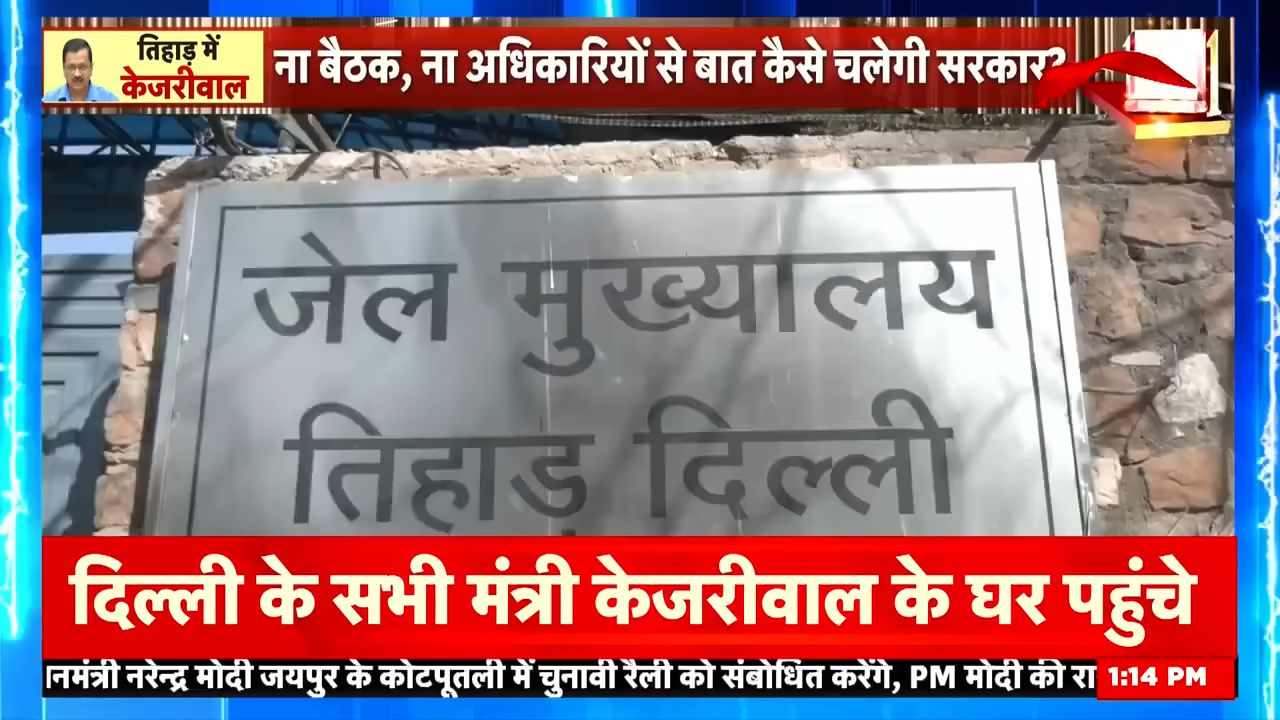 तिहाड़ में
केजरीवाल
ना बैठक, ना अधिकारियों से बात कैसे चलेगी सरकार?
जेल मुख्यालय
तिहाड़ दिल्ली
दिल्ली के सभी मंत्री केजरीवाल के घर पहुंचे
नरेन्द्र मोदी जयपुर के कोटपूतली में चुनावी रैली को संबोधित करेंगे, PM मोदी की
1:14 PM